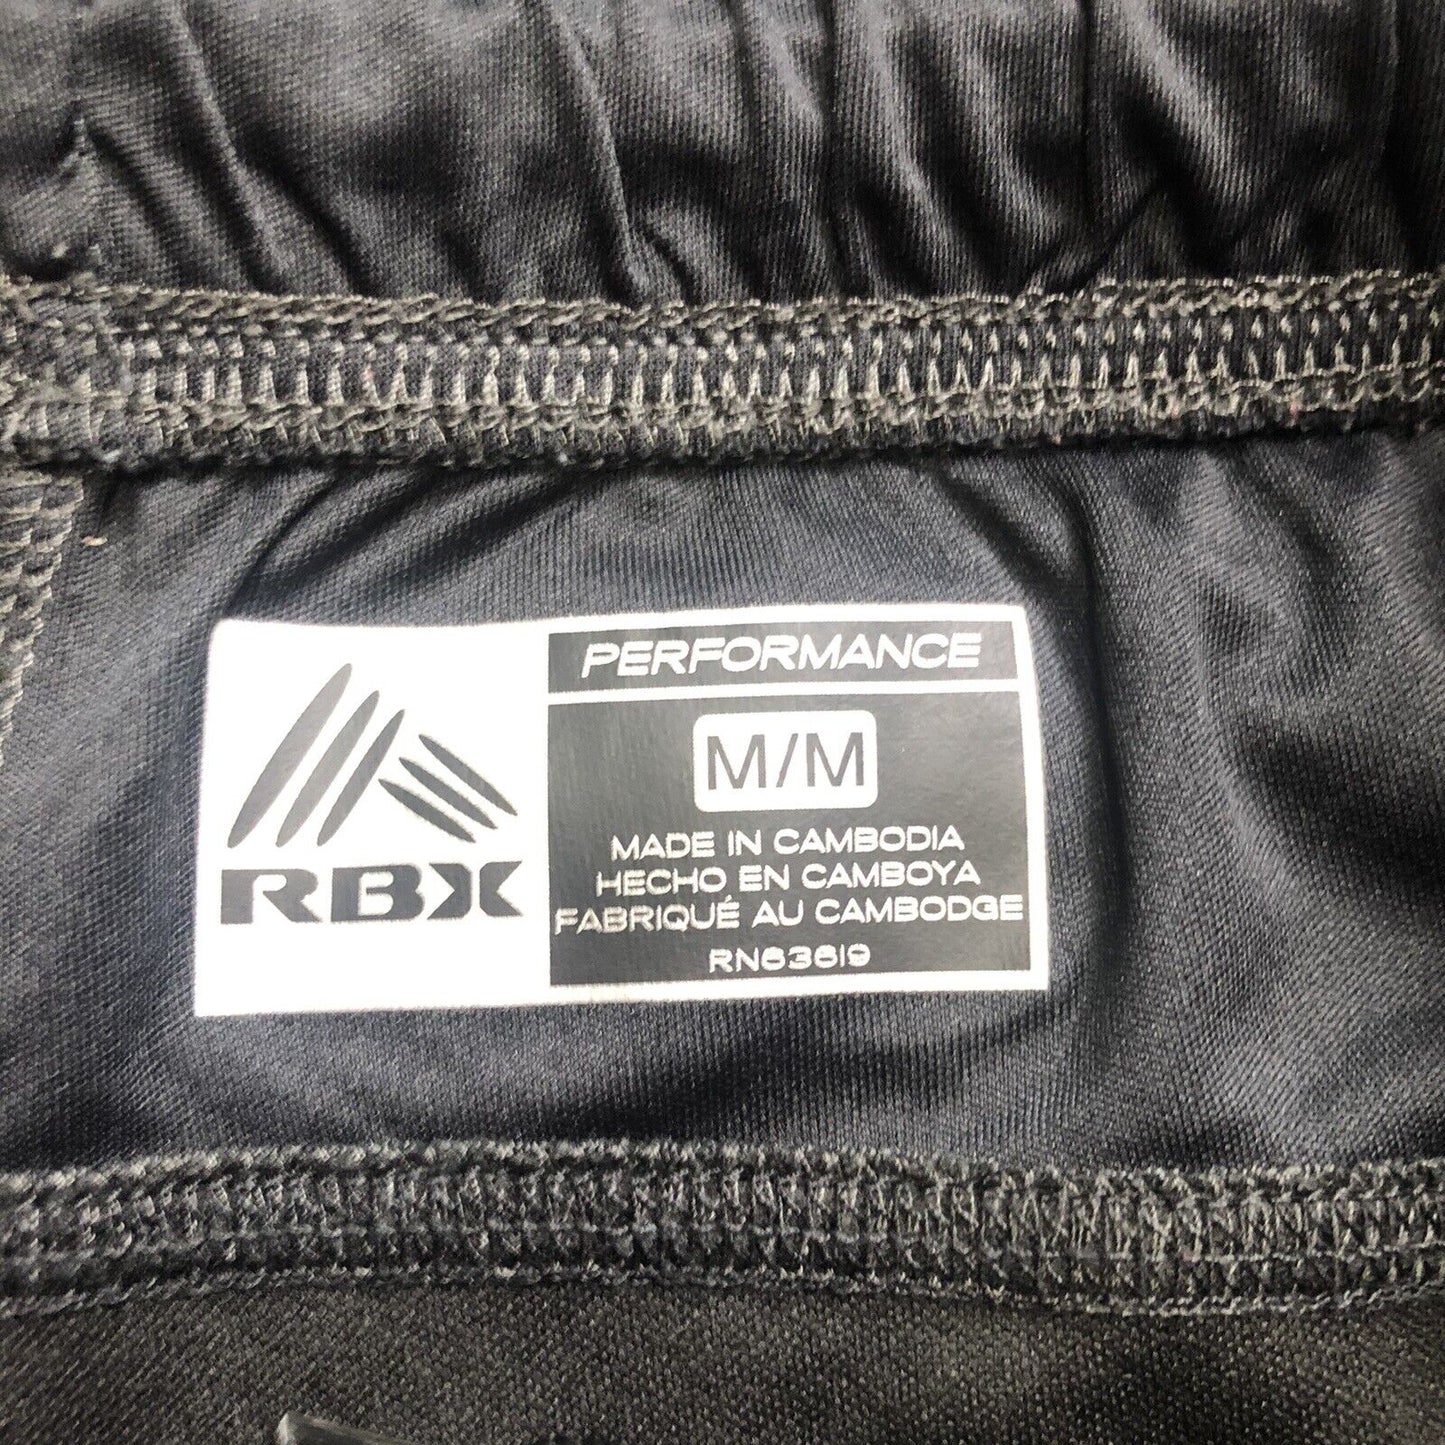 RBX
PERFORMANCE
M/M
MADE IN CAMBODIA
HECHO EN CAMBOYA
FABRIQUÉ AU CAMBODGE
RN63619